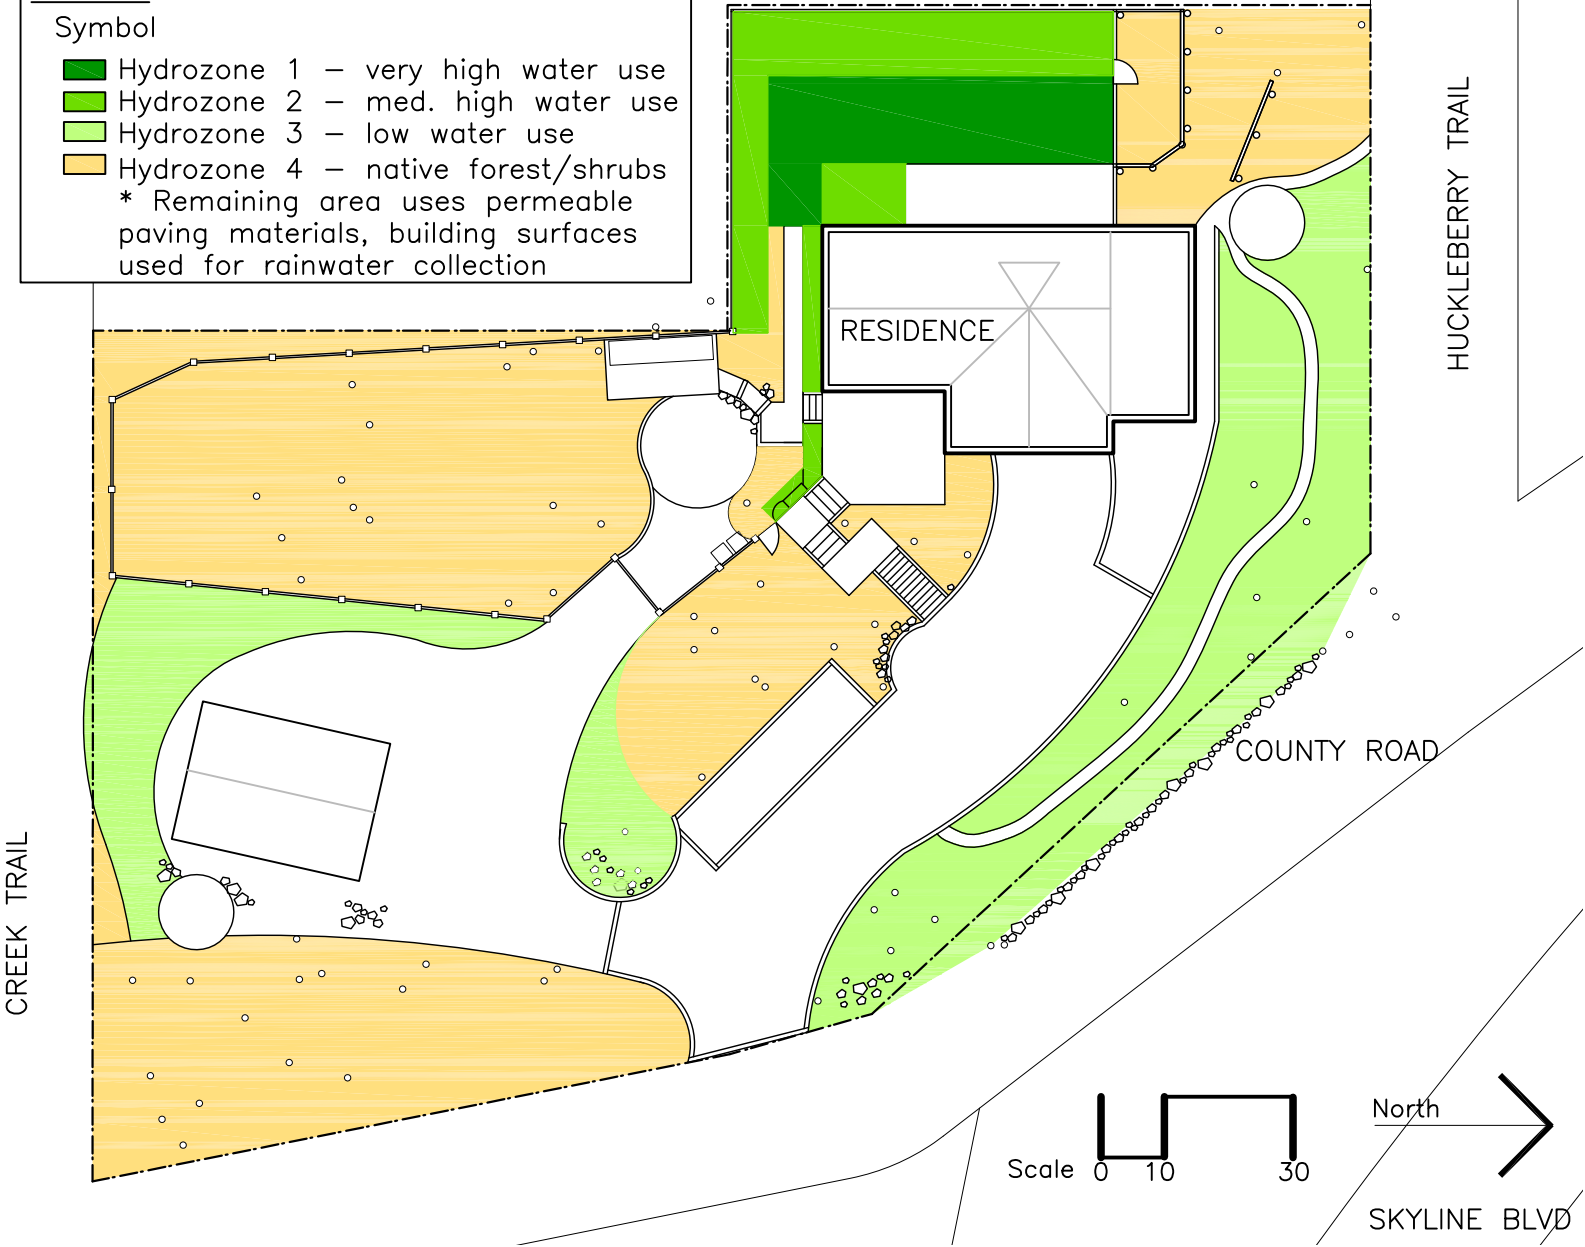 Symbol
Hydrozone 1 – very high water use
Hydrozone 2 – med. high water use
Hydrozone 3 – low water use
Hydrozone 4 – native forest/shrubs
* Remaining area uses permeable
paving materials, building surfaces
used for rainwater collection
HUCKLEBERRY TRAIL
RESIDENCE
COUNTY ROAD
CREEK TRAIL
North
Scale 0 10 30
SKYLINE BLVD